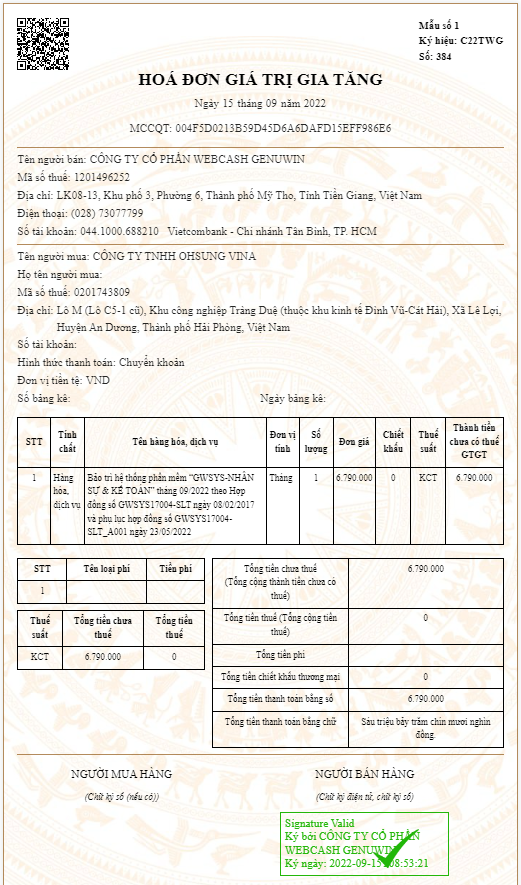 Mẫu số 1
Ký hiệu: C22TWG
Số: 384
HOÁ ĐƠN GIÁ TRỊ GIA TĂNG
Ngày 15 tháng 09 năm 2022
MCCQT: 004F5D0213B59D45D6A6DAFD15EFF986E6
Tên người bán: CÔNG TY CỔ PHẦN WEBCASH GENUWIN
Mã số thuế: 1201496252
Địa chỉ: LK08-13, Khu phố 3, Phường 6, Thành phố Mỹ Tho, Tỉnh Tiền Giang, Việt Nam
Điện thoại: (028) 73077799
Số tài khoản: 044.1000.688210 Vietcombank - Chi nhánh Tân Bình, TP. HCM
Tên người mua: CÔNG TY TNHH OHSUNG VINA
Họ tên người mua:
Mã số thuế: 0201743809
Địa chỉ: Lô M (Lô C5-1 cũ), Khu công nghiệp Tràng Duệ (thuộc khu kinh tế Đình Vũ-Cát Hải), Xã Lê Lợi,
Huyện An Dương, Thành phố Hải Phòng, Việt Nam
Số tài khoản:
Hình thức thanh toán: Chuyển khoản
Đơn vị tiền tệ: VND
Số bảng kê: Ngày bảng kê:
STT Tính chất Tên hàng hóa, dịch vụ Đơn vị tính Số lượng Đơn giá Chiết khấu Thuế suất Thành tiền chưa có thuế GTGT
1 Hàng hóa, dịch vụ Bảo trì hệ thống phần mềm “GWSYS-NHÂN
SỰ & KẾ TOÁN” tháng 09/2022 theo Hợp
đồng số GWSYS17004-SLT ngày 08/02/2017
và phụ lục hợp đồng số GWSYS17004-
SLT_A001 ngày 23/05/2022
Tháng 1 6.790.000 0 KCT 6.790.000
STT Tên loại phí Tiền phí
1
Thuế suất Tổng tiền chưa thuế Tổng tiền thuế
KCT 6.790.000 0
Tổng tiền chưa thuế
(Tổng cộng thành tiền chưa có
thuế)
6.790.000
Tổng tiền thuế (Tổng cộng tiền
thuế)
0
Tổng tiền phí
Tổng tiền chiết khấu thương mại 0
Tổng tiền thanh toán bằng số 6.790.000
Tổng tiền thanh toán bằng chữ Sáu triệu bảy trăm chín mươi nghìn
đồng.
NGƯỜI MUA HÀNG NGƯỜI BÁN HÀNG
(Chữ ký số (nếu có)) (Chữ ký điện tử, chữ ký số)
Signature Valid
Ký bởi CÔNG TY CỔ PHẦN
WEBCASH GENUWIN
Ký ngày: 2022-09-15 08:53:21